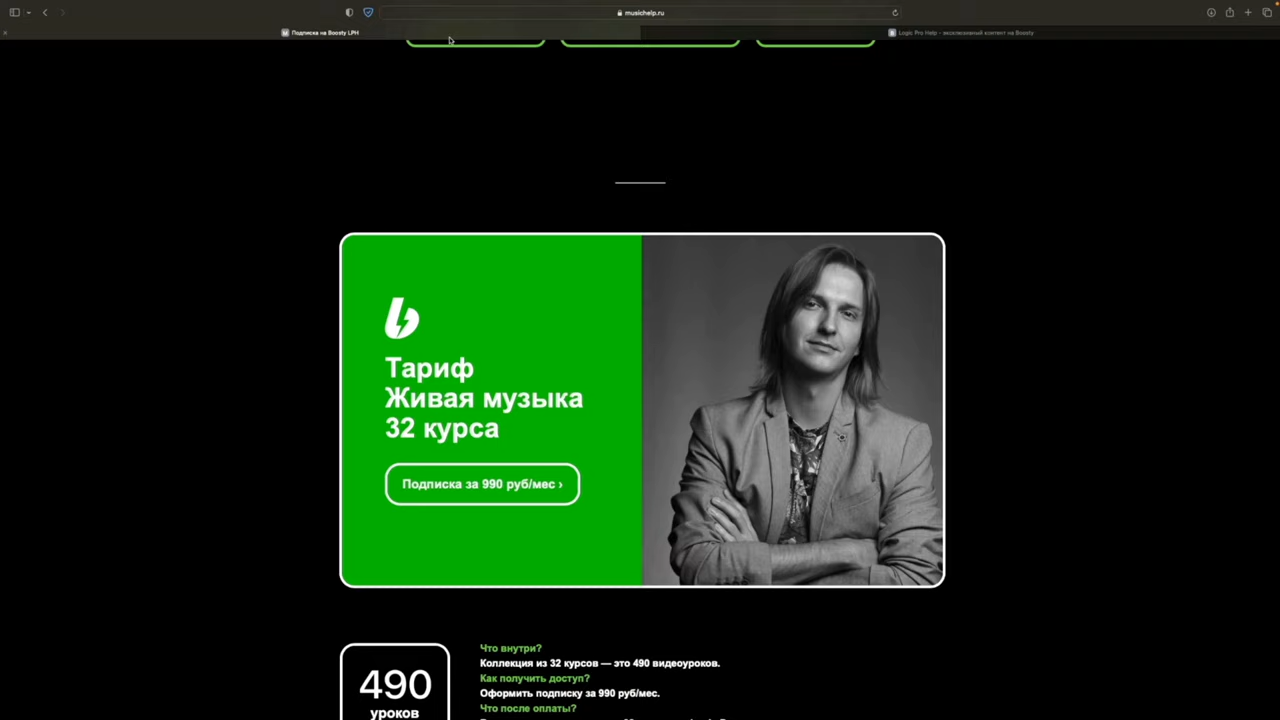 musichelp.ru
Подписка на Boosty LPH
Logic Pro Help - эксклюзивный контент на Boosty
Тариф
Живая музыка
32 курса
Подписка за 990 руб/мес ›
490
уроков
Что внутри?
Коллекция из 32 курсов — это 490 видеоуроков.
Как получить доступ?
Оформить подписку за 990 руб/мес.
Что после оплаты?